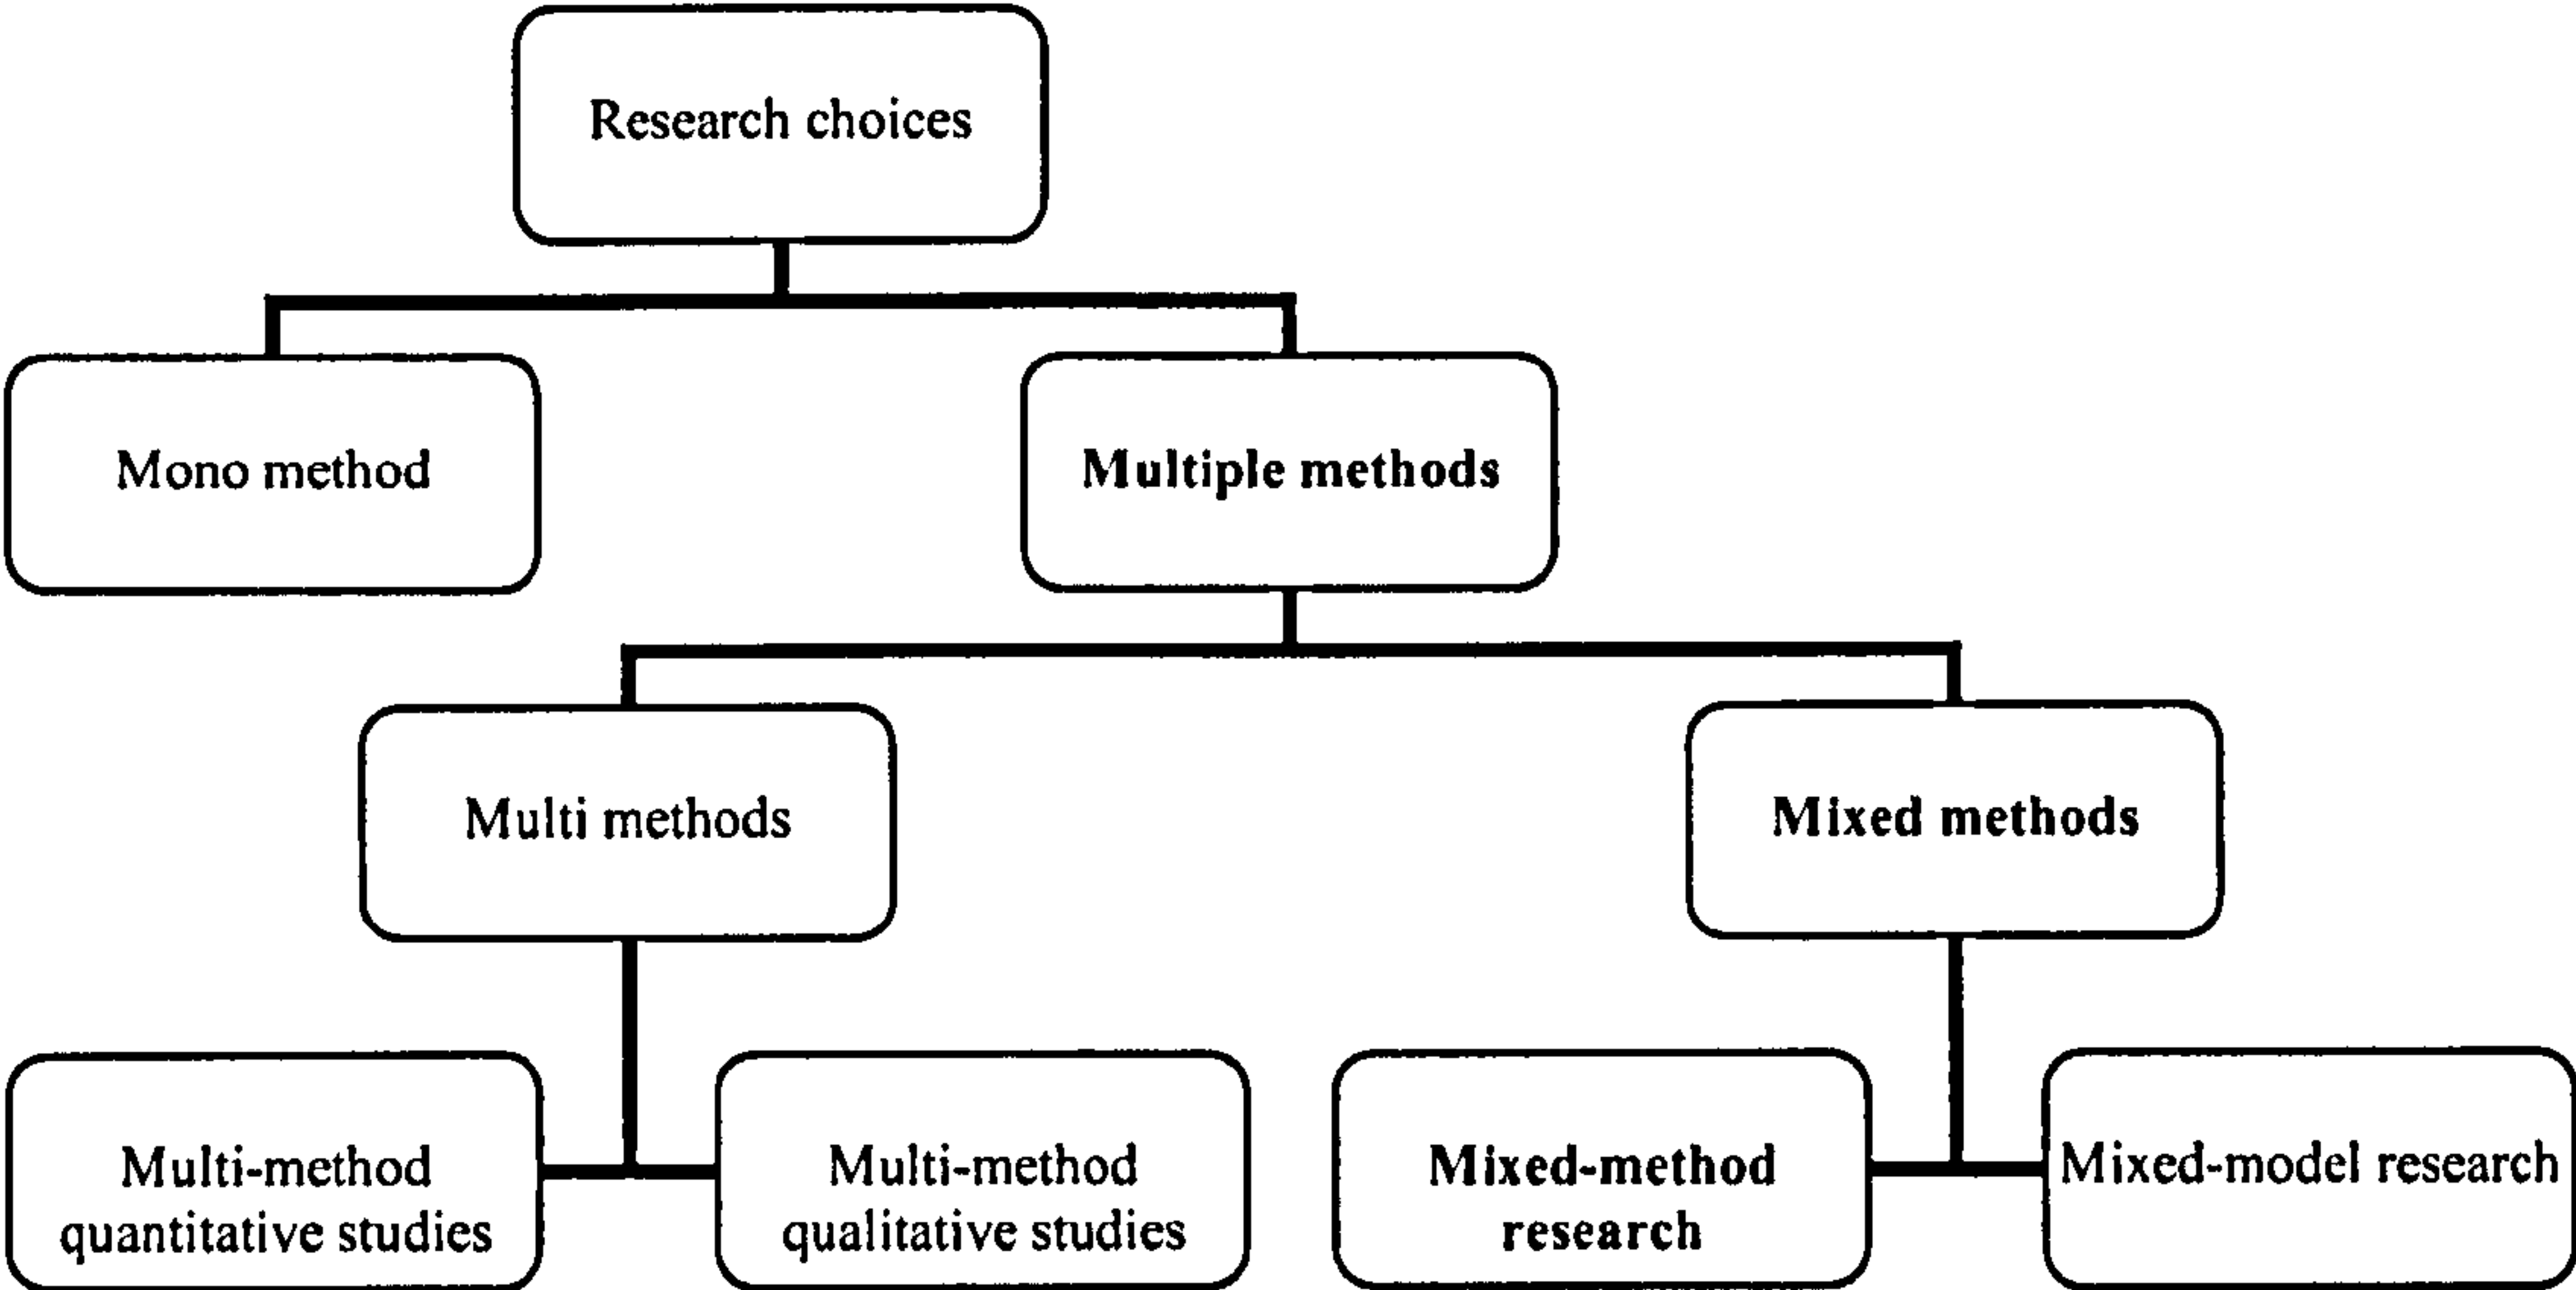 Research choices
Mono method
Multiple methods
Multi methods
Mixed methods
Multi-method
quantitative studies
Multi-method
qualitative studies
Mixed-method
research
Mixed-model research